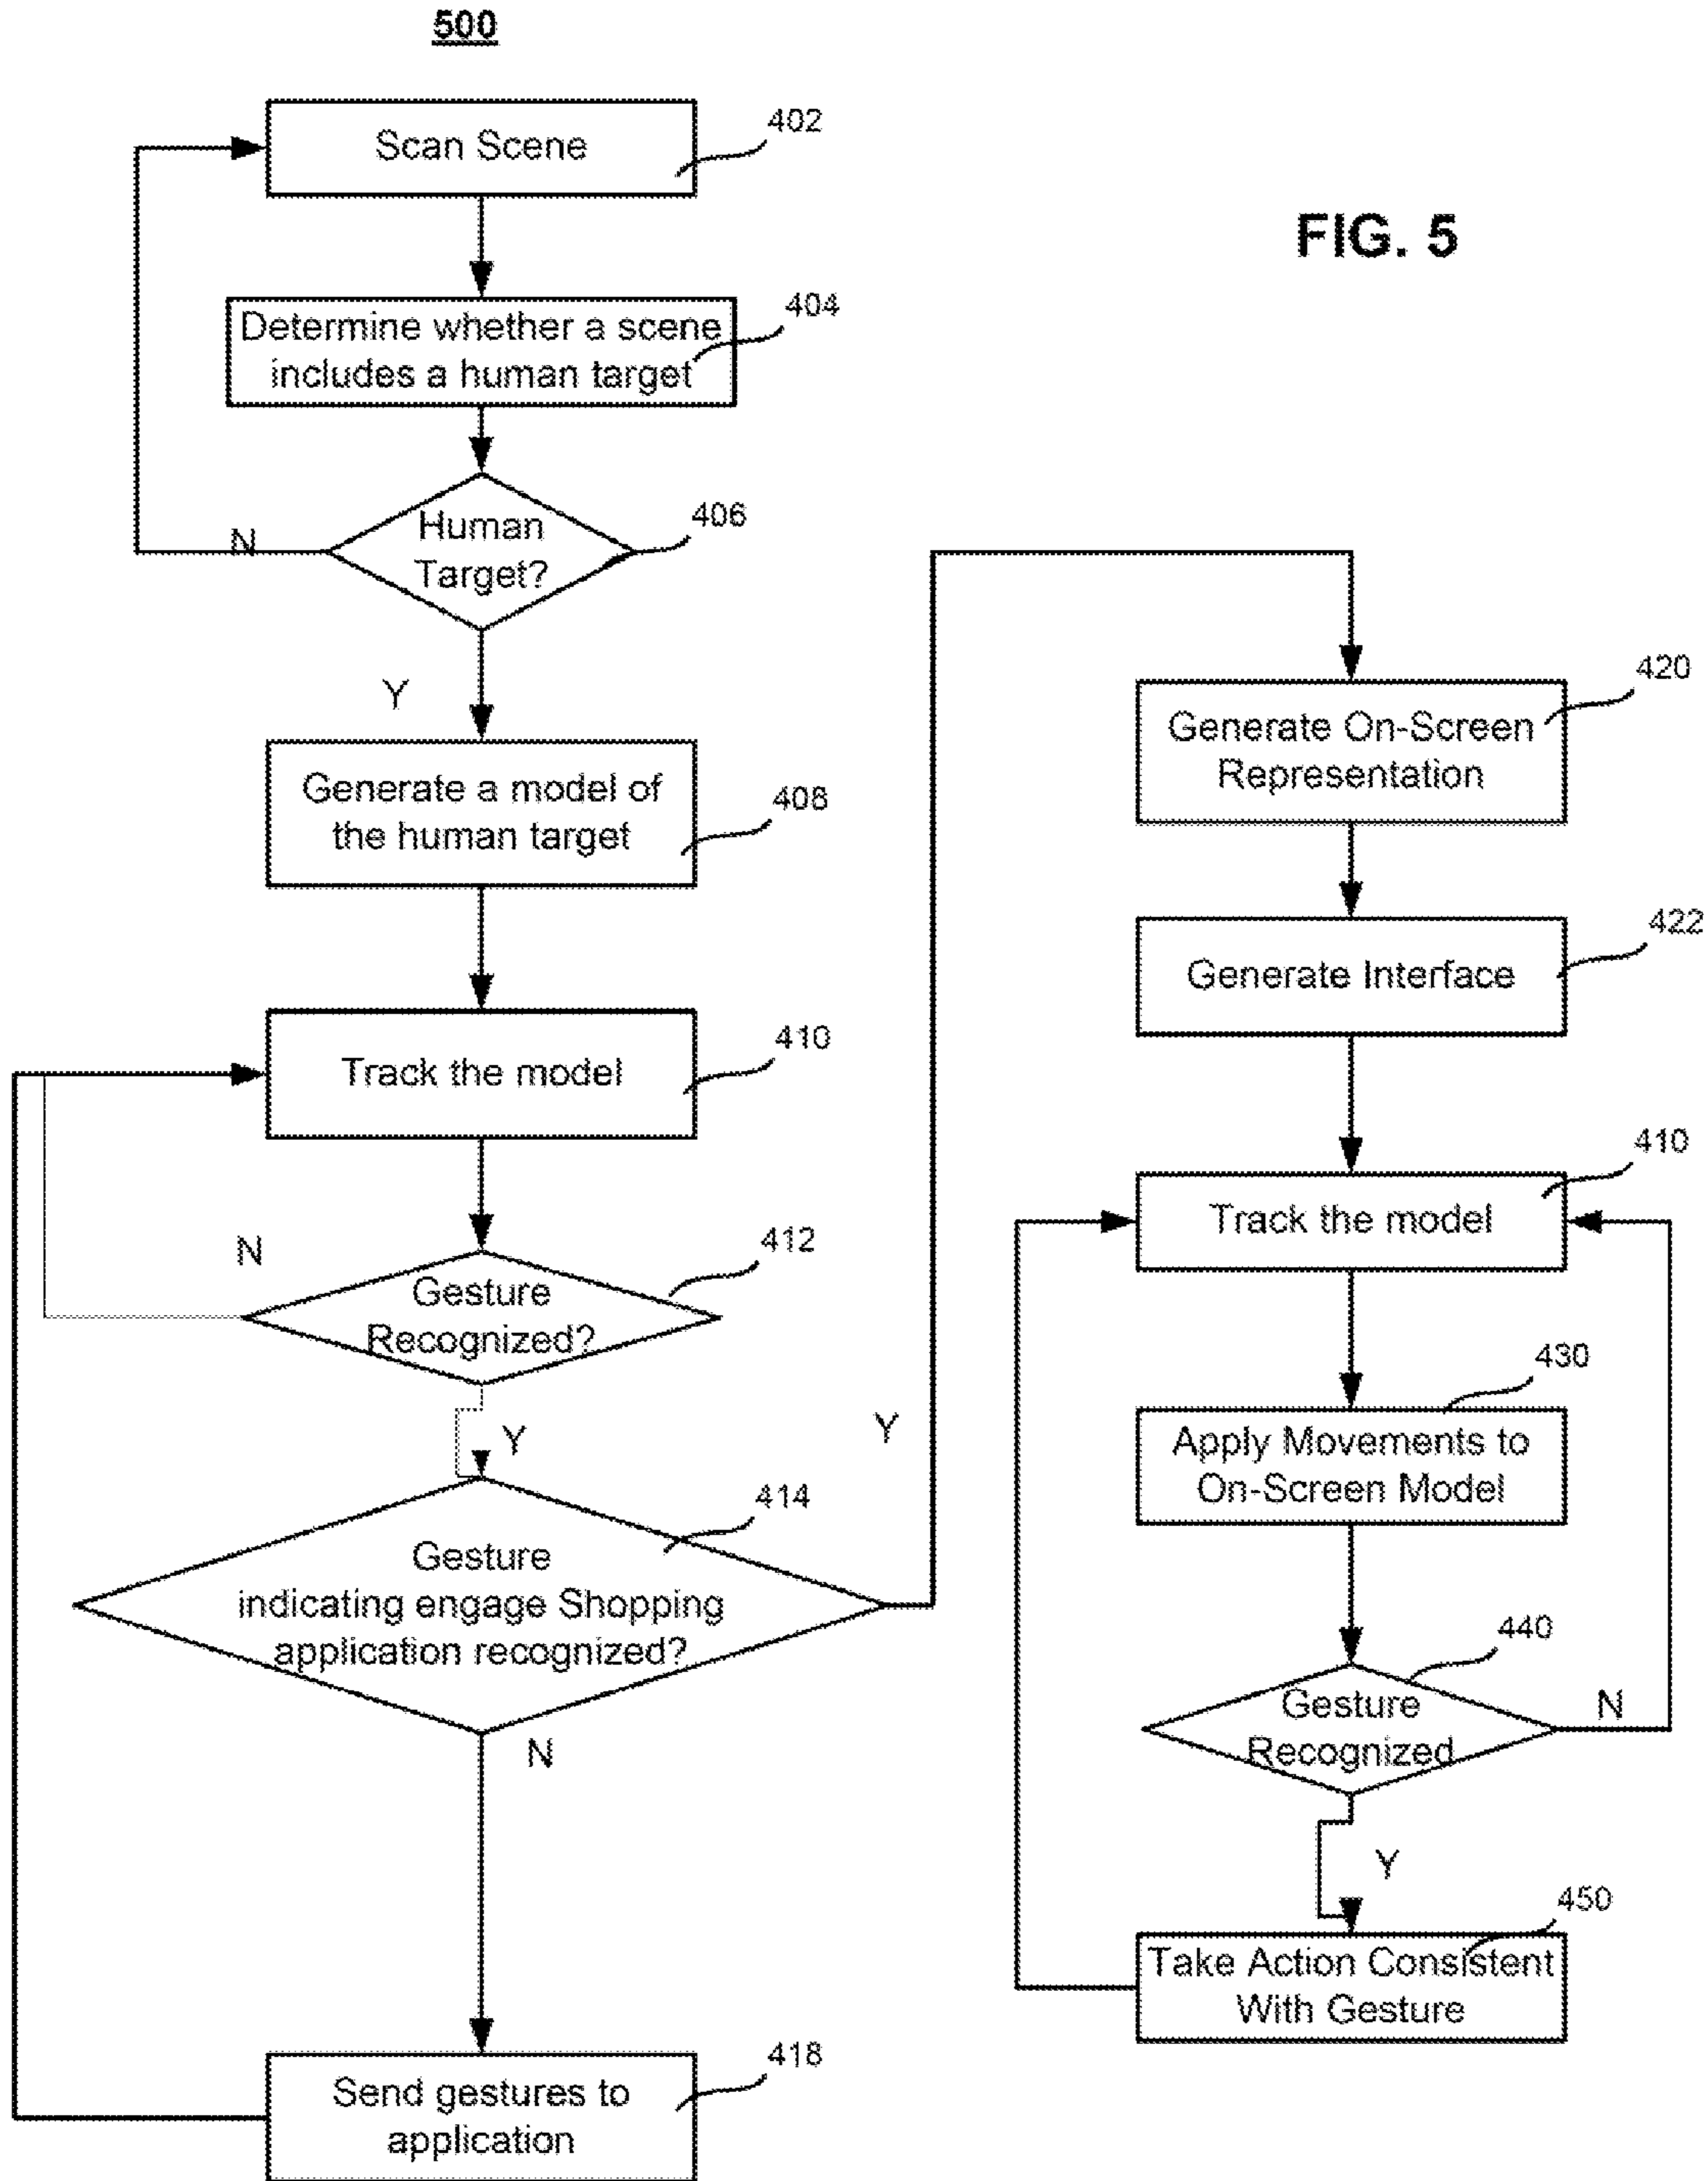 500
Scan Scene
402
FIG. 5
Determine whether a scene
includes a human target
404
Human
Target?
406
N
Y
Generate a model of
the human target
408
Track the model
410
Gesture
Recognized?
412
N
Y
Gesture
indicating engage Shopping
application recognized?
414
Y
N
Send gestures to
application
418
Generate On-Screen
Representation
420
Generate Interface
422
Track the model
410
Apply Movements to
On-Screen Model
430
Gesture
Recognized
440
N
Y
Take Action Consistent
With Gesture
450